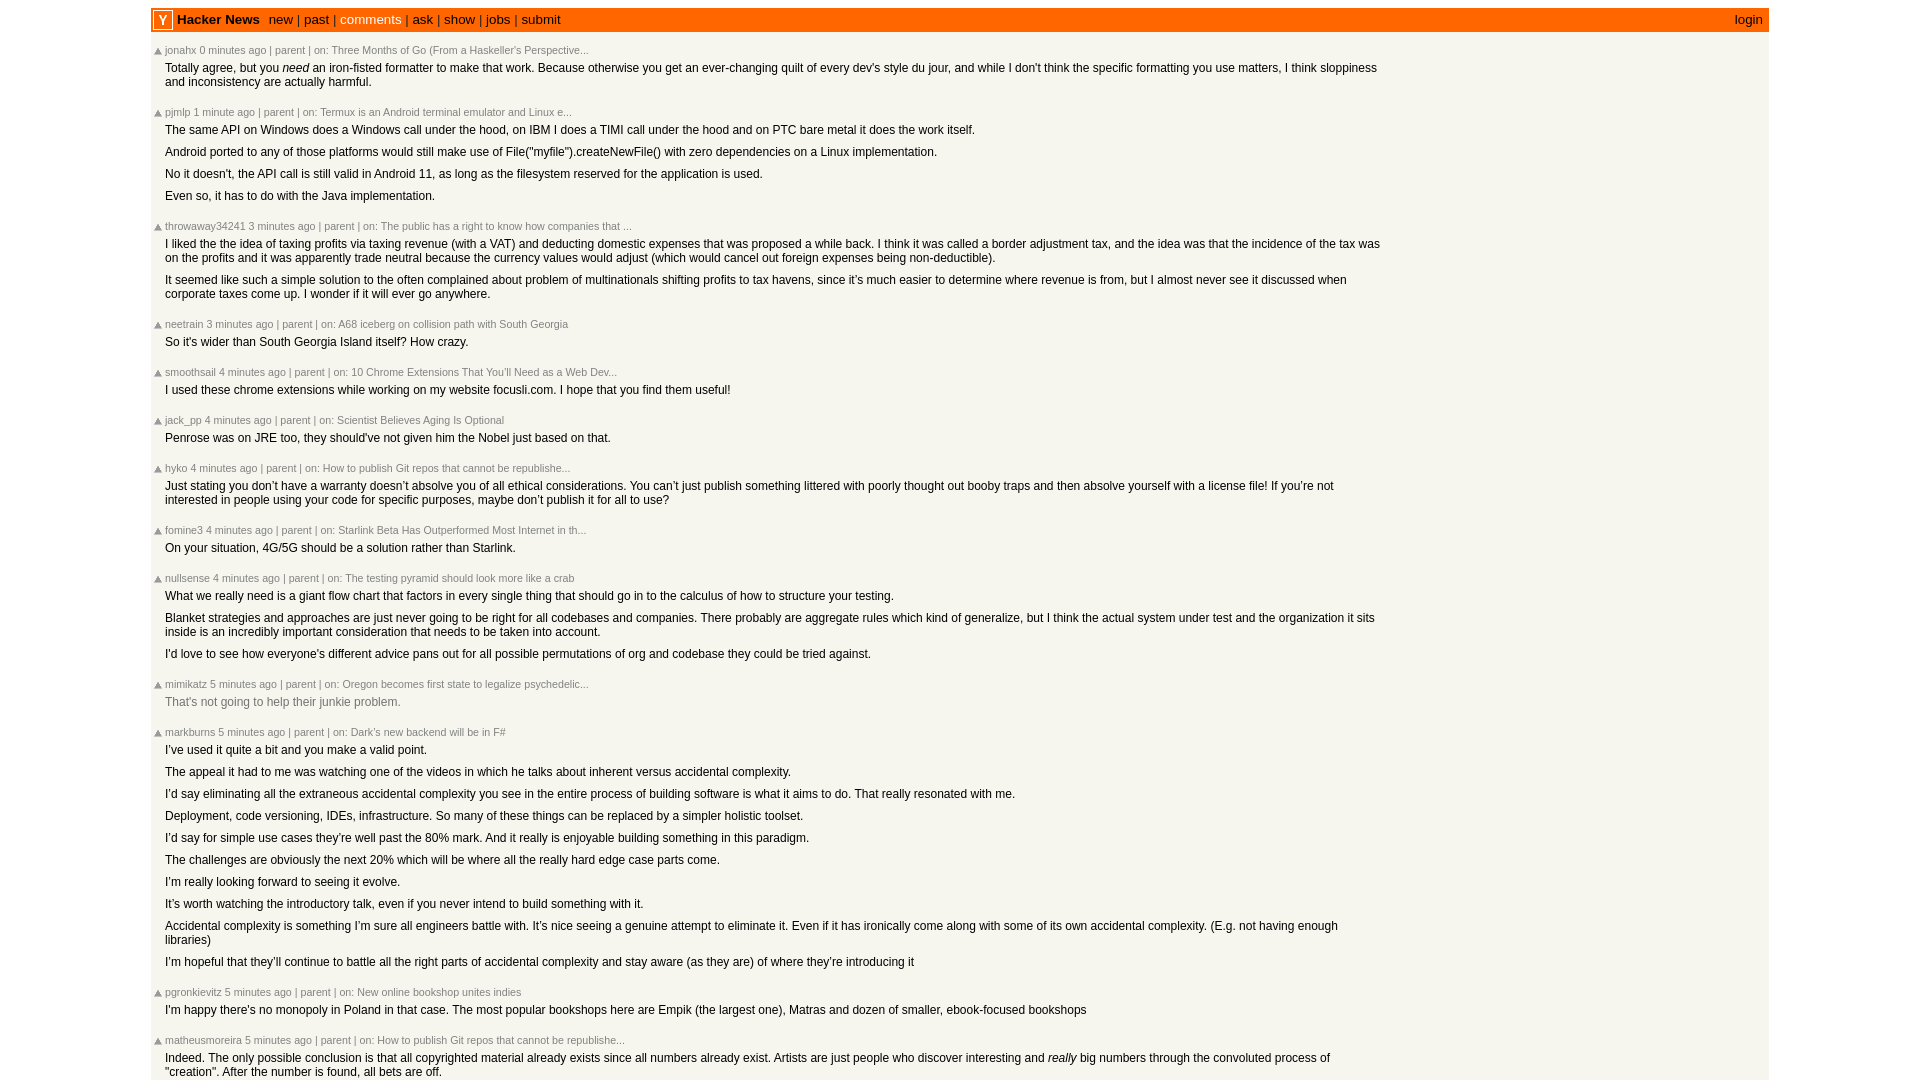 Y Hacker News new | past | comments | ask | show | jobs | submit login
jonahx 0 minutes ago | parent | on: Three Months of Go (From a Haskeller's Perspective...
Totally agree, but you need an iron-fisted formatter to make that work. Because otherwise you get an ever-changing quilt of every dev's style du jour, and while I don't think the specific formatting you use matters, I think sloppiness
and inconsistency are actually harmful.
pjmlp 1 minute ago | parent | on: Termux is an Android terminal emulator and Linux e...
The same API on Windows does a Windows call under the hood, on IBM I does a TIMI call under the hood and on PTC bare metal it does the work itself.
Android ported to any of those platforms would still make use of File("myfile").createNewFile() with zero dependencies on a Linux implementation.
No it doesn't, the API call is still valid in Android 11, as long as the filesystem reserved for the application is used.
Even so, it has to do with the Java implementation.
throwaway34241 3 minutes ago | parent | on: The public has a right to know how companies that ...
I liked the the idea of taxing profits via taxing revenue (with a VAT) and deducting domestic expenses that was proposed a while back. I think it was called a border adjustment tax, and the idea was that the incidence of the tax was
on the profits and it was apparently trade neutral because the currency values would adjust (which would cancel out foreign expenses being non-deductible).
It seemed like such a simple solution to the often complained about problem of multinationals shifting profits to tax havens, since it’s much easier to determine where revenue is from, but I almost never see it discussed when
corporate taxes come up. I wonder if it will ever go anywhere.
neetrain 3 minutes ago | parent | on: A68 iceberg on collision path with South Georgia
So it's wider than South Georgia Island itself? How crazy.
smoothsail 4 minutes ago | parent | on: 10 Chrome Extensions That You’ll Need as a Web Dev...
I used these chrome extensions while working on my website focusli.com. I hope that you find them useful!
jack_pp 4 minutes ago | parent | on: Scientist Believes Aging Is Optional
Penrose was on JRE too, they should've not given him the Nobel just based on that.
hyko 4 minutes ago | parent | on: How to publish Git repos that cannot be republishe...
Just stating you don’t have a warranty doesn’t absolve you of all ethical considerations. You can’t just publish something littered with poorly thought out booby traps and then absolve yourself with a license file! If you’re not
interested in people using your code for specific purposes, maybe don’t publish it for all to use?
fomine3 4 minutes ago | parent | on: Starlink Beta Has Outperformed Most Internet in th...
On your situation, 4G/5G should be a solution rather than Starlink.
nullsense 4 minutes ago | parent | on: The testing pyramid should look more like a crab
What we really need is a giant flow chart that factors in every single thing that should go in to the calculus of how to structure your testing.
Blanket strategies and approaches are just never going to be right for all codebases and companies. There probably are aggregate rules which kind of generalize, but I think the actual system under test and the organization it sits
inside is an incredibly important consideration that needs to be taken into account.
I'd love to see how everyone's different advice pans out for all possible permutations of org and codebase they could be tried against.
mimikatz 5 minutes ago | parent | on: Oregon becomes first state to legalize psychedelic...
That's not going to help their junkie problem.
markburns 5 minutes ago | parent | on: Dark’s new backend will be in F#
I’ve used it quite a bit and you make a valid point.
The appeal it had to me was watching one of the videos in which he talks about inherent versus accidental complexity.
I’d say eliminating all the extraneous accidental complexity you see in the entire process of building software is what it aims to do. That really resonated with me.
Deployment, code versioning, IDEs, infrastructure. So many of these things can be replaced by a simpler holistic toolset.
I’d say for simple use cases they’re well past the 80% mark. And it really is enjoyable building something in this paradigm.
The challenges are obviously the next 20% which will be where all the really hard edge case parts come.
I’m really looking forward to seeing it evolve.
It’s worth watching the introductory talk, even if you never intend to build something with it.
Accidental complexity is something I’m sure all engineers battle with. It’s nice seeing a genuine attempt to eliminate it. Even if it has ironically come along with some of its own accidental complexity. (E.g. not having enough
libraries)
I’m hopeful that they’ll continue to battle all the right parts of accidental complexity and stay aware (as they are) of where they’re introducing it
pgronkievitz 5 minutes ago | parent | on: New online bookshop unites indies
I'm happy there's no monopoly in Poland in that case. The most popular bookshops here are Empik (the largest one), Matras and dozen of smaller, ebook-focused bookshops
matheusmoreira 5 minutes ago | parent | on: How to publish Git repos that cannot be republishe...
Indeed. The only possible conclusion is that all copyrighted material already exists since all numbers already exist. Artists are just people who discover interesting and really big numbers through the convoluted process of
"creation". After the number is found, all bets are off.